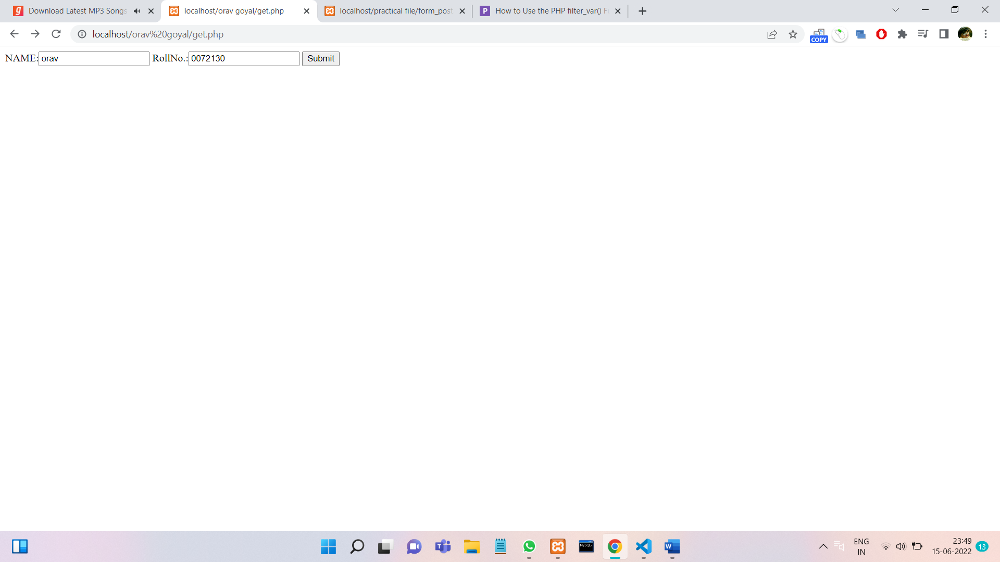 Download Latest MP3 Songs
localhost/orav goyal/get.php
localhost/practical file/form_post
How to Use the PHP filter_var() Fu
localhost/orav%20goyal/get.php
COPY
NAME: orav RollNo.: 0072130 Submit
MySQL
ENG
IN
23:49
15-06-2022
13